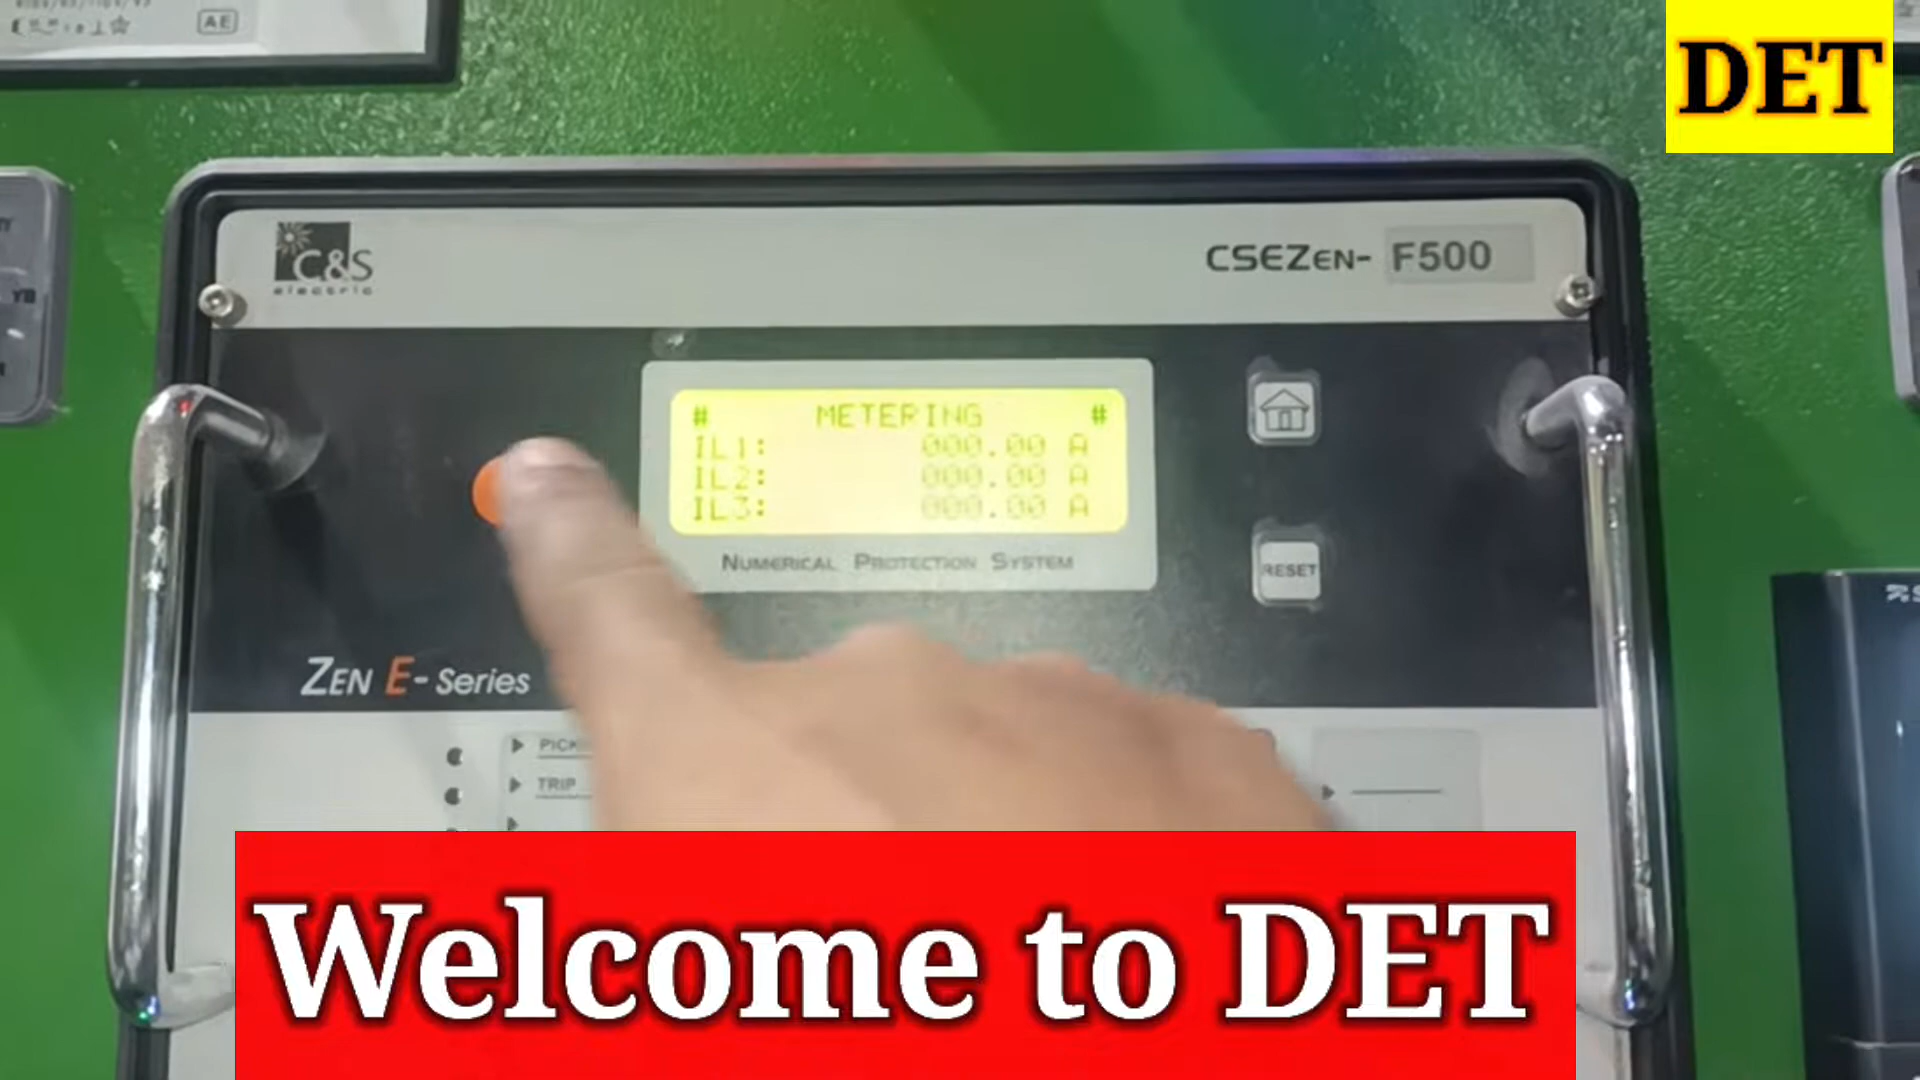 AE
DET
C&S
electric
CSEZEN- F500
# METERING #
IL1: 000.00 A
IL2: 000.00 A
IL3: 000.00 A
NUMERICAL PROTECTION SYSTEM
RESET
ZEN E- Series
TRIP
Welcome to DET